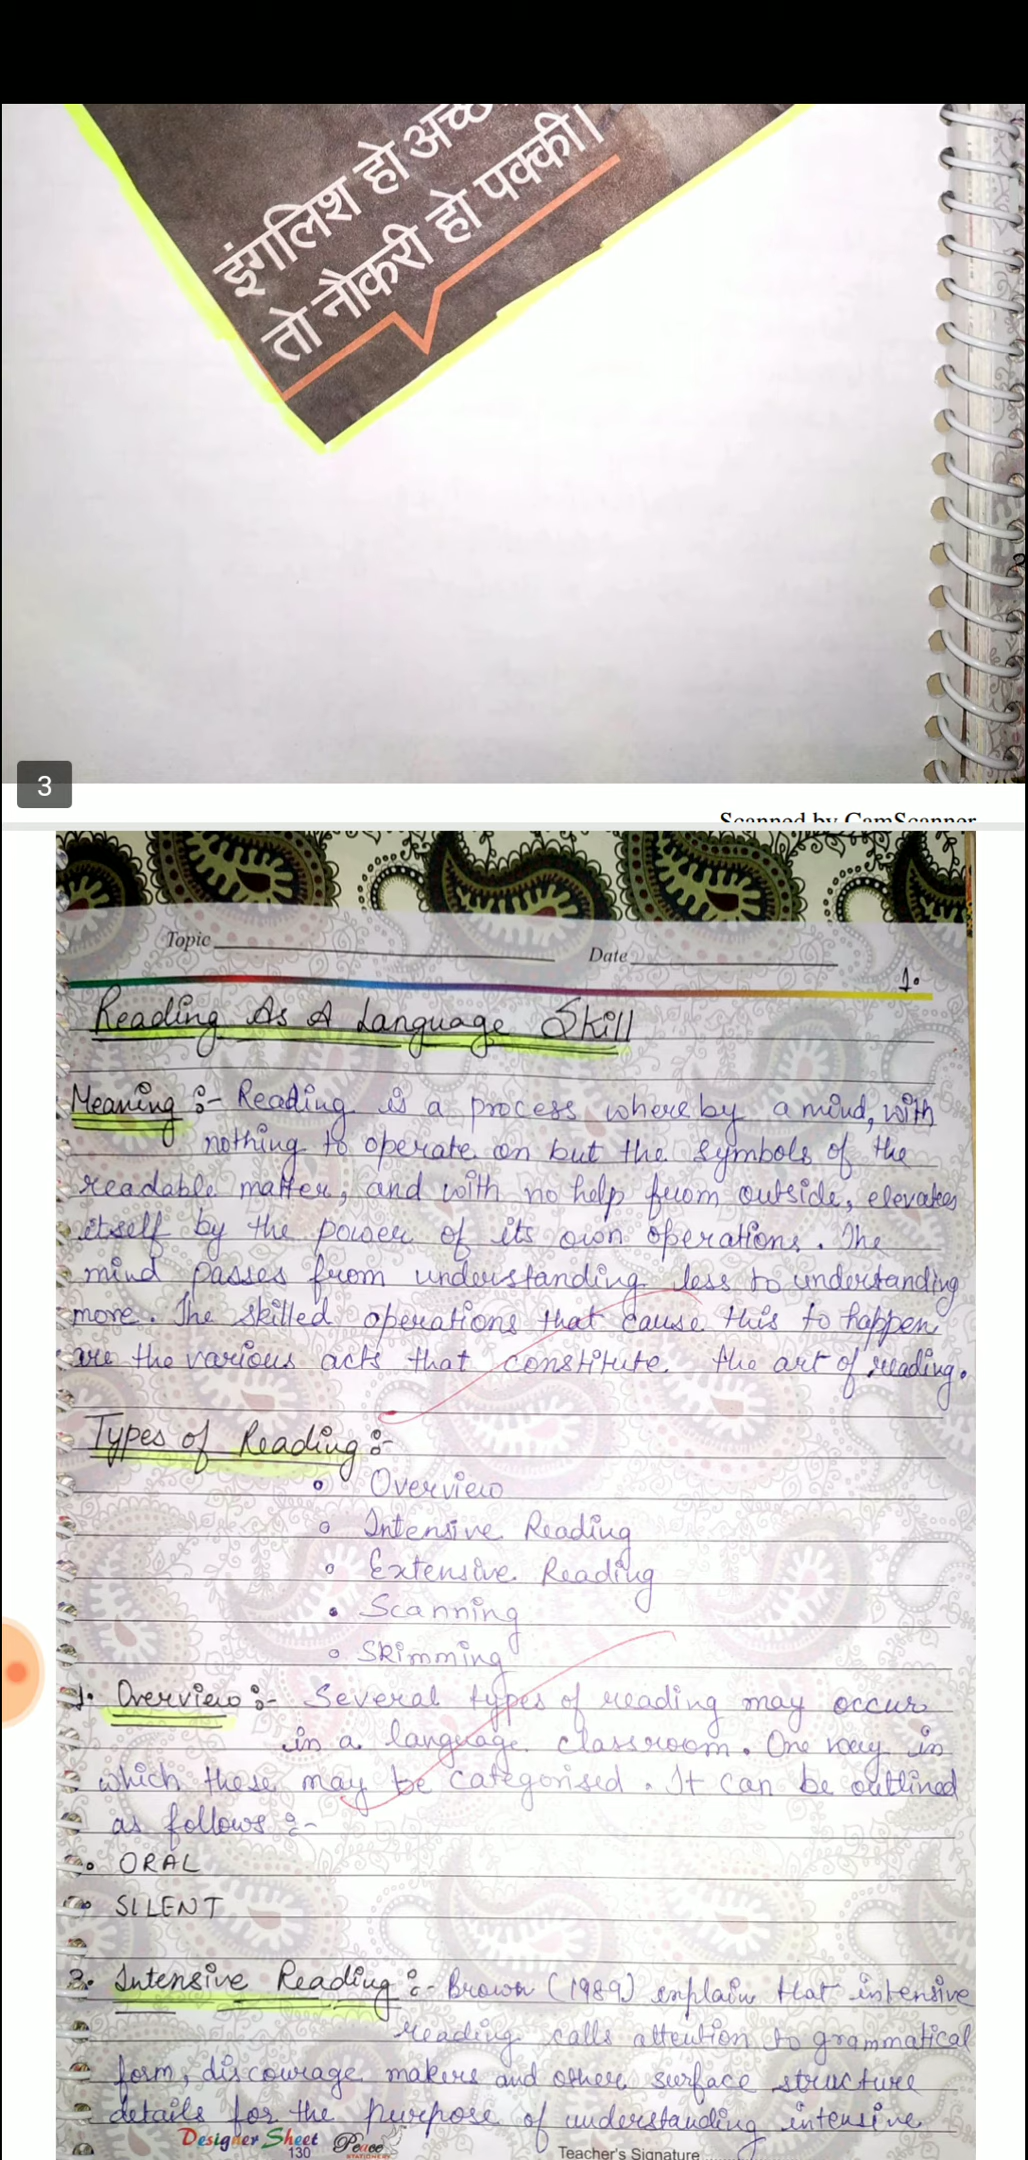 इंगलिश हो अच्छ
तो नौकरी हो पक्की।
3
Scanned by CamScanner
Topic
Date
1.
Reading As A Language Skill
Meaning :- Reading is a process whereby a mind, with
nothing to operate on but the symbols of the
readable matter, and with no help from outside, elevates
itself by the power of its own operations. The
mind passes from understanding less to understanding
more. The skilled operations that cause this to happen
are the various acts that constitute the art of reading.
Types of Reading :-
Overview
Intensive Reading
Extensive Reading
Scanning
Skimming
1. Overview :- Several types of reading may occur
in a language classroom. One way in
which these may be categorised. It can be outlined
as follows :-
ORAL
SILENT
2. Intensive Reading :- Brown (1989) explain that intensive
reading calls attention to grammatical
form, discourage makers and other surface structure
details for the purpose of understanding intensive
Designer Sheet
130
Peace
STATIONERY
Teacher's Signature